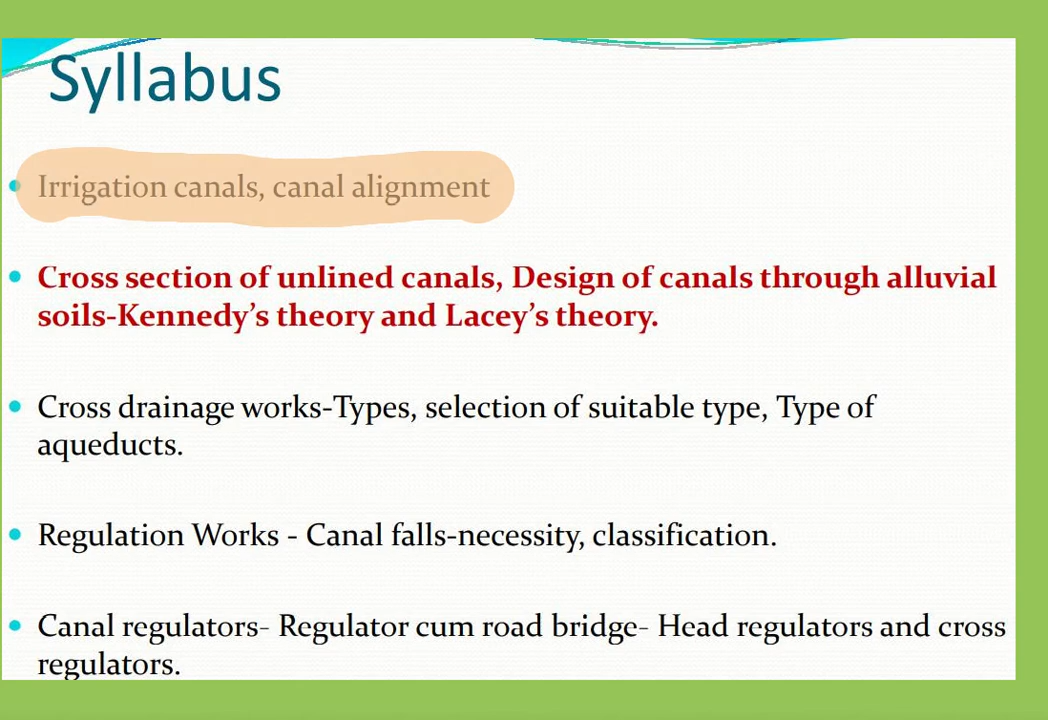 Syllabus
• Irrigation canals, canal alignment
• Cross section of unlined canals, Design of canals through alluvial
soils-Kennedy’s theory and Lacey’s theory.
• Cross drainage works-Types, selection of suitable type, Type of
aqueducts.
• Regulation Works - Canal falls-necessity, classification.
• Canal regulators- Regulator cum road bridge- Head regulators and cross
regulators.